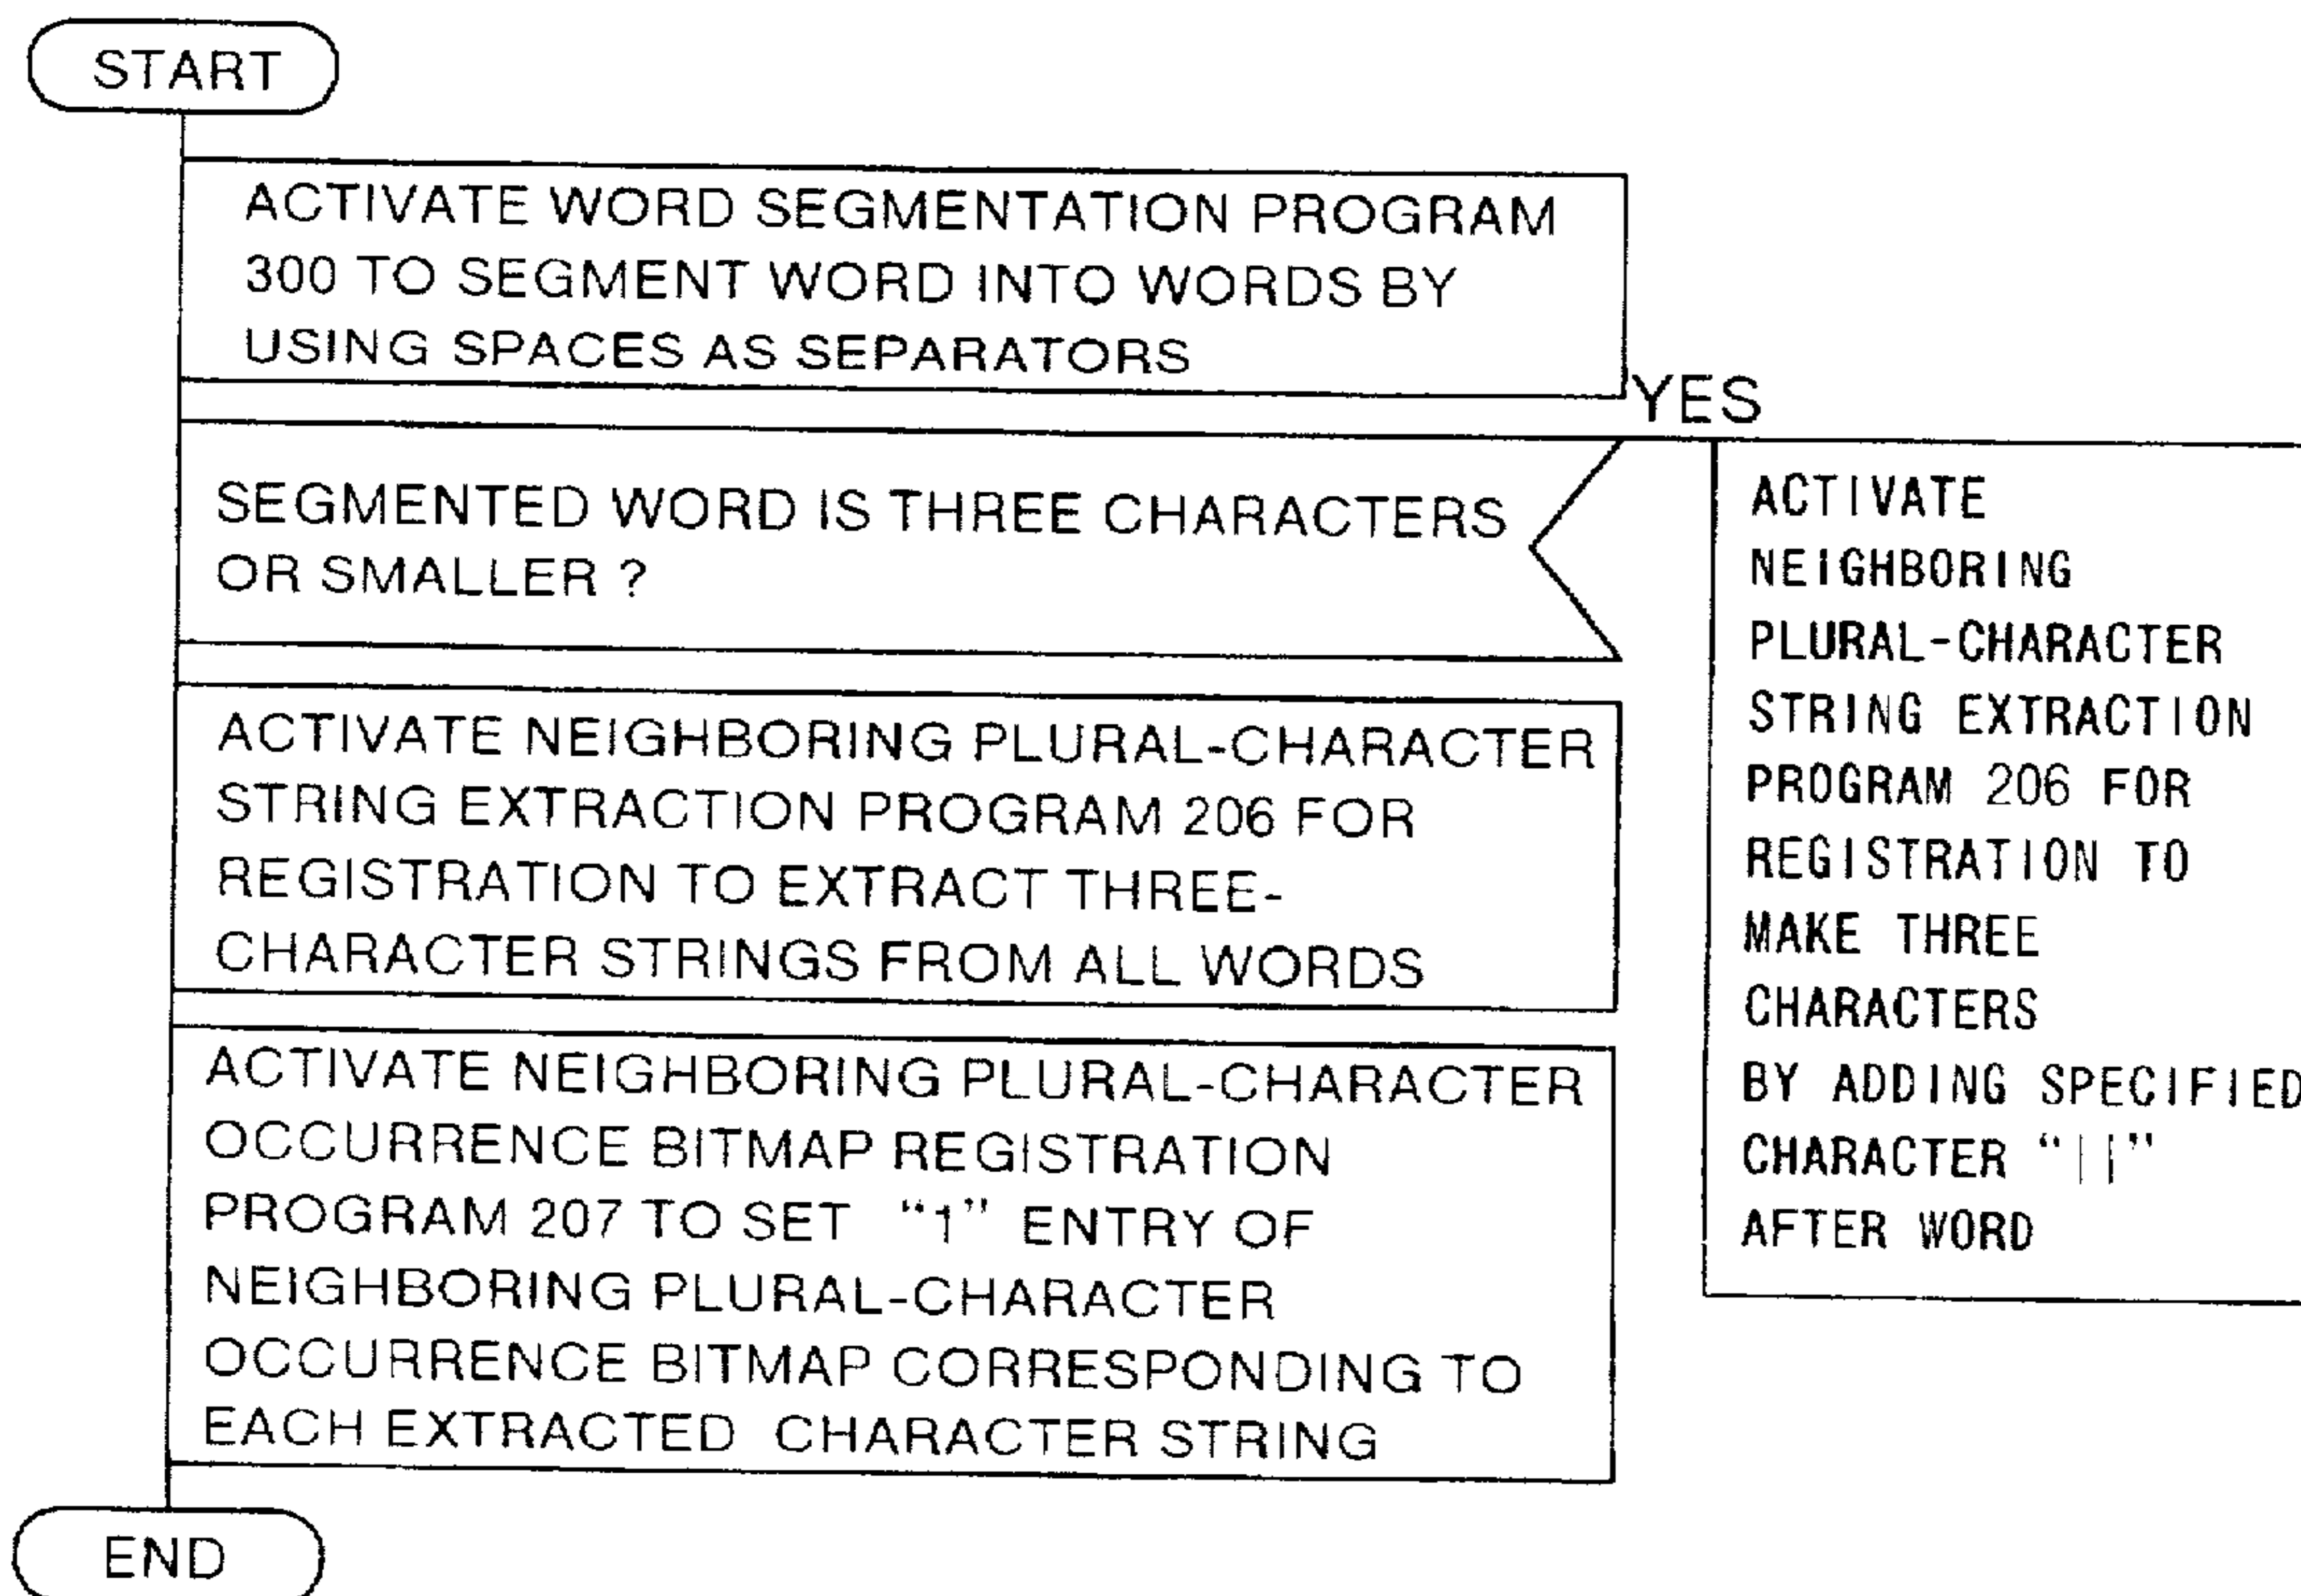 START
ACTIVATE WORD SEGMENTATION PROGRAM
300 TO SEGMENT WORD INTO WORDS BY
USING SPACES AS SEPARATORS
YES
SEGMENTED WORD IS THREE CHARACTERS
OR SMALLER ?
ACTIVATE
NEIGHBORING
PLURAL-CHARACTER
STRING EXTRACTION
PROGRAM 206 FOR
REGISTRATION TO
MAKE THREE
CHARACTERS
BY ADDING SPECIFIED
CHARACTER “||”
AFTER WORD
ACTIVATE NEIGHBORING PLURAL-CHARACTER
STRING EXTRACTION PROGRAM 206 FOR
REGISTRATION TO EXTRACT THREE-
CHARACTER STRINGS FROM ALL WORDS
ACTIVATE NEIGHBORING PLURAL-CHARACTER
OCCURRENCE BITMAP REGISTRATION
PROGRAM 207 TO SET “1” ENTRY OF
NEIGHBORING PLURAL-CHARACTER
OCCURRENCE BITMAP CORRESPONDING TO
EACH EXTRACTED CHARACTER STRING
END